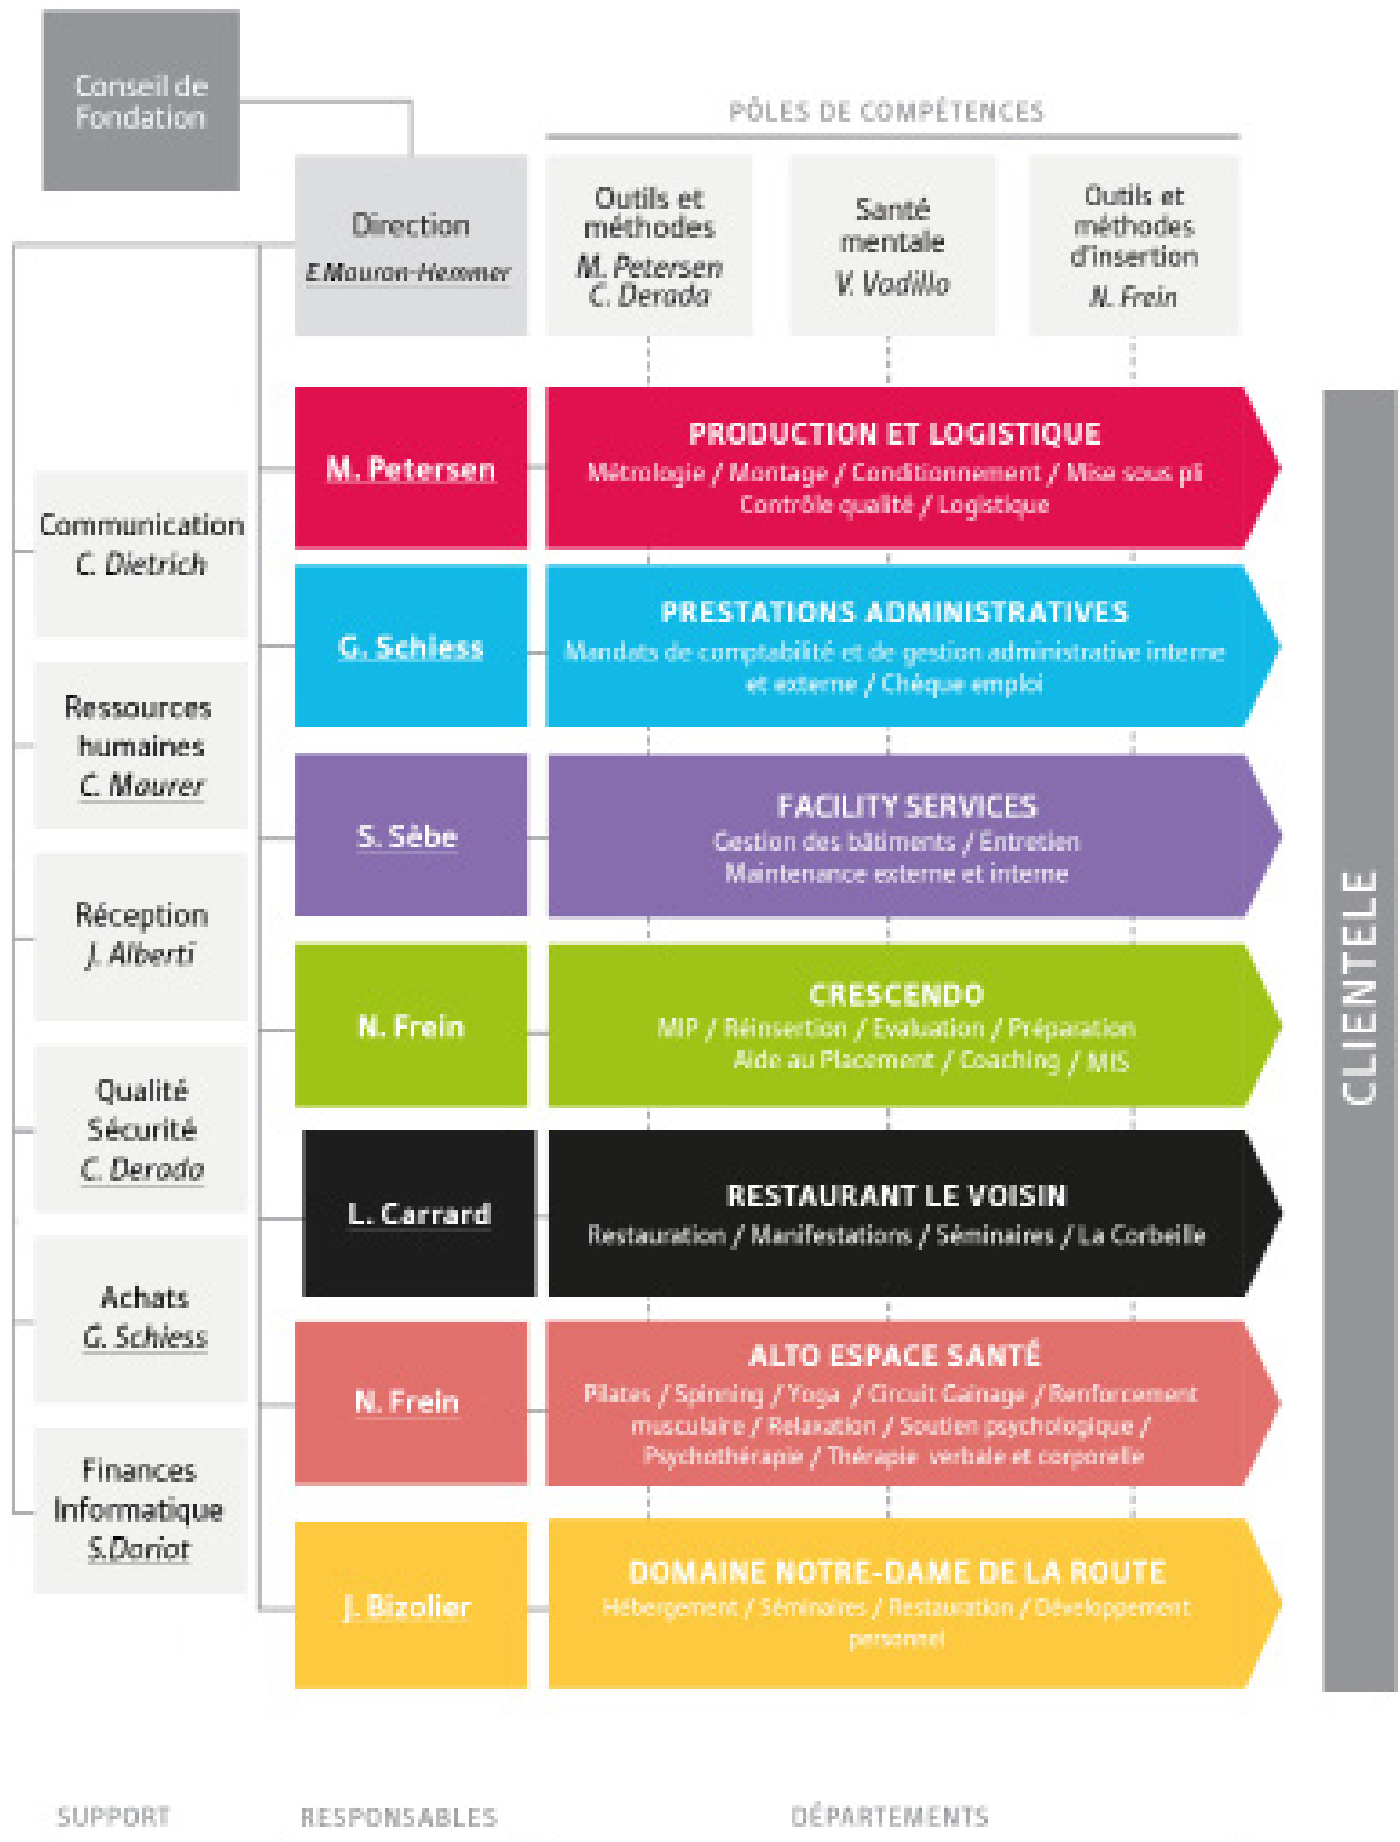 Conseil de
Fondation
PÔLES DE COMPÉTENCES
Direction
E.Mauron-Hemmer
Outils et
méthodes
M. Petersen
C. Derada
Santé
mentale
V. Vadillo
Outils et
méthodes
d'insertion
N. Frein
Communication
C. Dietrich
Ressources
humaines
C. Maurer
Réception
J. Alberti
Qualité
Sécurité
C. Derada
Achats
G. Schiess
Finances
Informatique
S.Doriot
M. Petersen
PRODUCTION ET LOGISTIQUE
Métrologie / Montage / Conditionnement / Mise sous pli
Contrôle qualité / Logistique
G. Schiess
PRESTATIONS ADMINISTRATIVES
Mandats de comptabilité et de gestion administrative interne
et externe / Chèque emploi
S. Sèbe
FACILITY SERVICES
Gestion des bâtiments / Entretien
Maintenance externe et interne
N. Frein
CRESCENDO
MIP / Réinsertion / Evaluation / Préparation
Aide au Placement / Coaching / MIS
L. Carrard
RESTAURANT LE VOISIN
Restauration / Manifestations / Séminaires / La Corbeille
N. Frein
ALTO ESPACE SANTÉ
Pilates / Spinning / Yoga / Circuit Gainage / Renforcement
musculaire / Relaxation / Soutien psychologique /
Psychothérapie / Thérapie verbale et corporelle
J. Bizolier
DOMAINE NOTRE-DAME DE LA ROUTE
Hébergement / Séminaires / Restauration / Développement
personnel
CLIENTELE
SUPPORT
RESPONSABLES
DÉPARTEMENTS